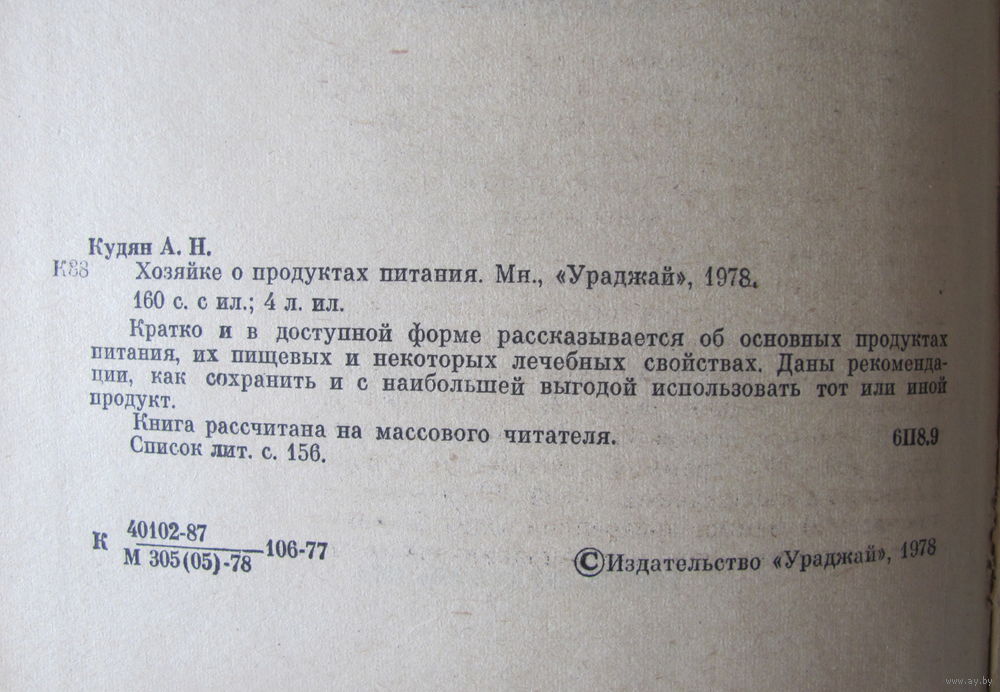 Кудян А. Н.
К88 Хозяйке о продуктах питания. Мн., «Ураджай», 1978.
160 с. с ил.; 4 л. ил.
Кратко и в доступной форме рассказывается об основных продуктах
питания, их пищевых и некоторых лечебных свойствах. Даны рекоменда-
ции, как сохранить и с наибольшей выгодой использовать тот или иной
продукт.
Книга рассчитана на массового читателя.
6П8.9
Список лит. с. 156.
К 40102-87
М 305(05)-78 106-77
©Издательство «Ураджай», 1978
www.ay.by